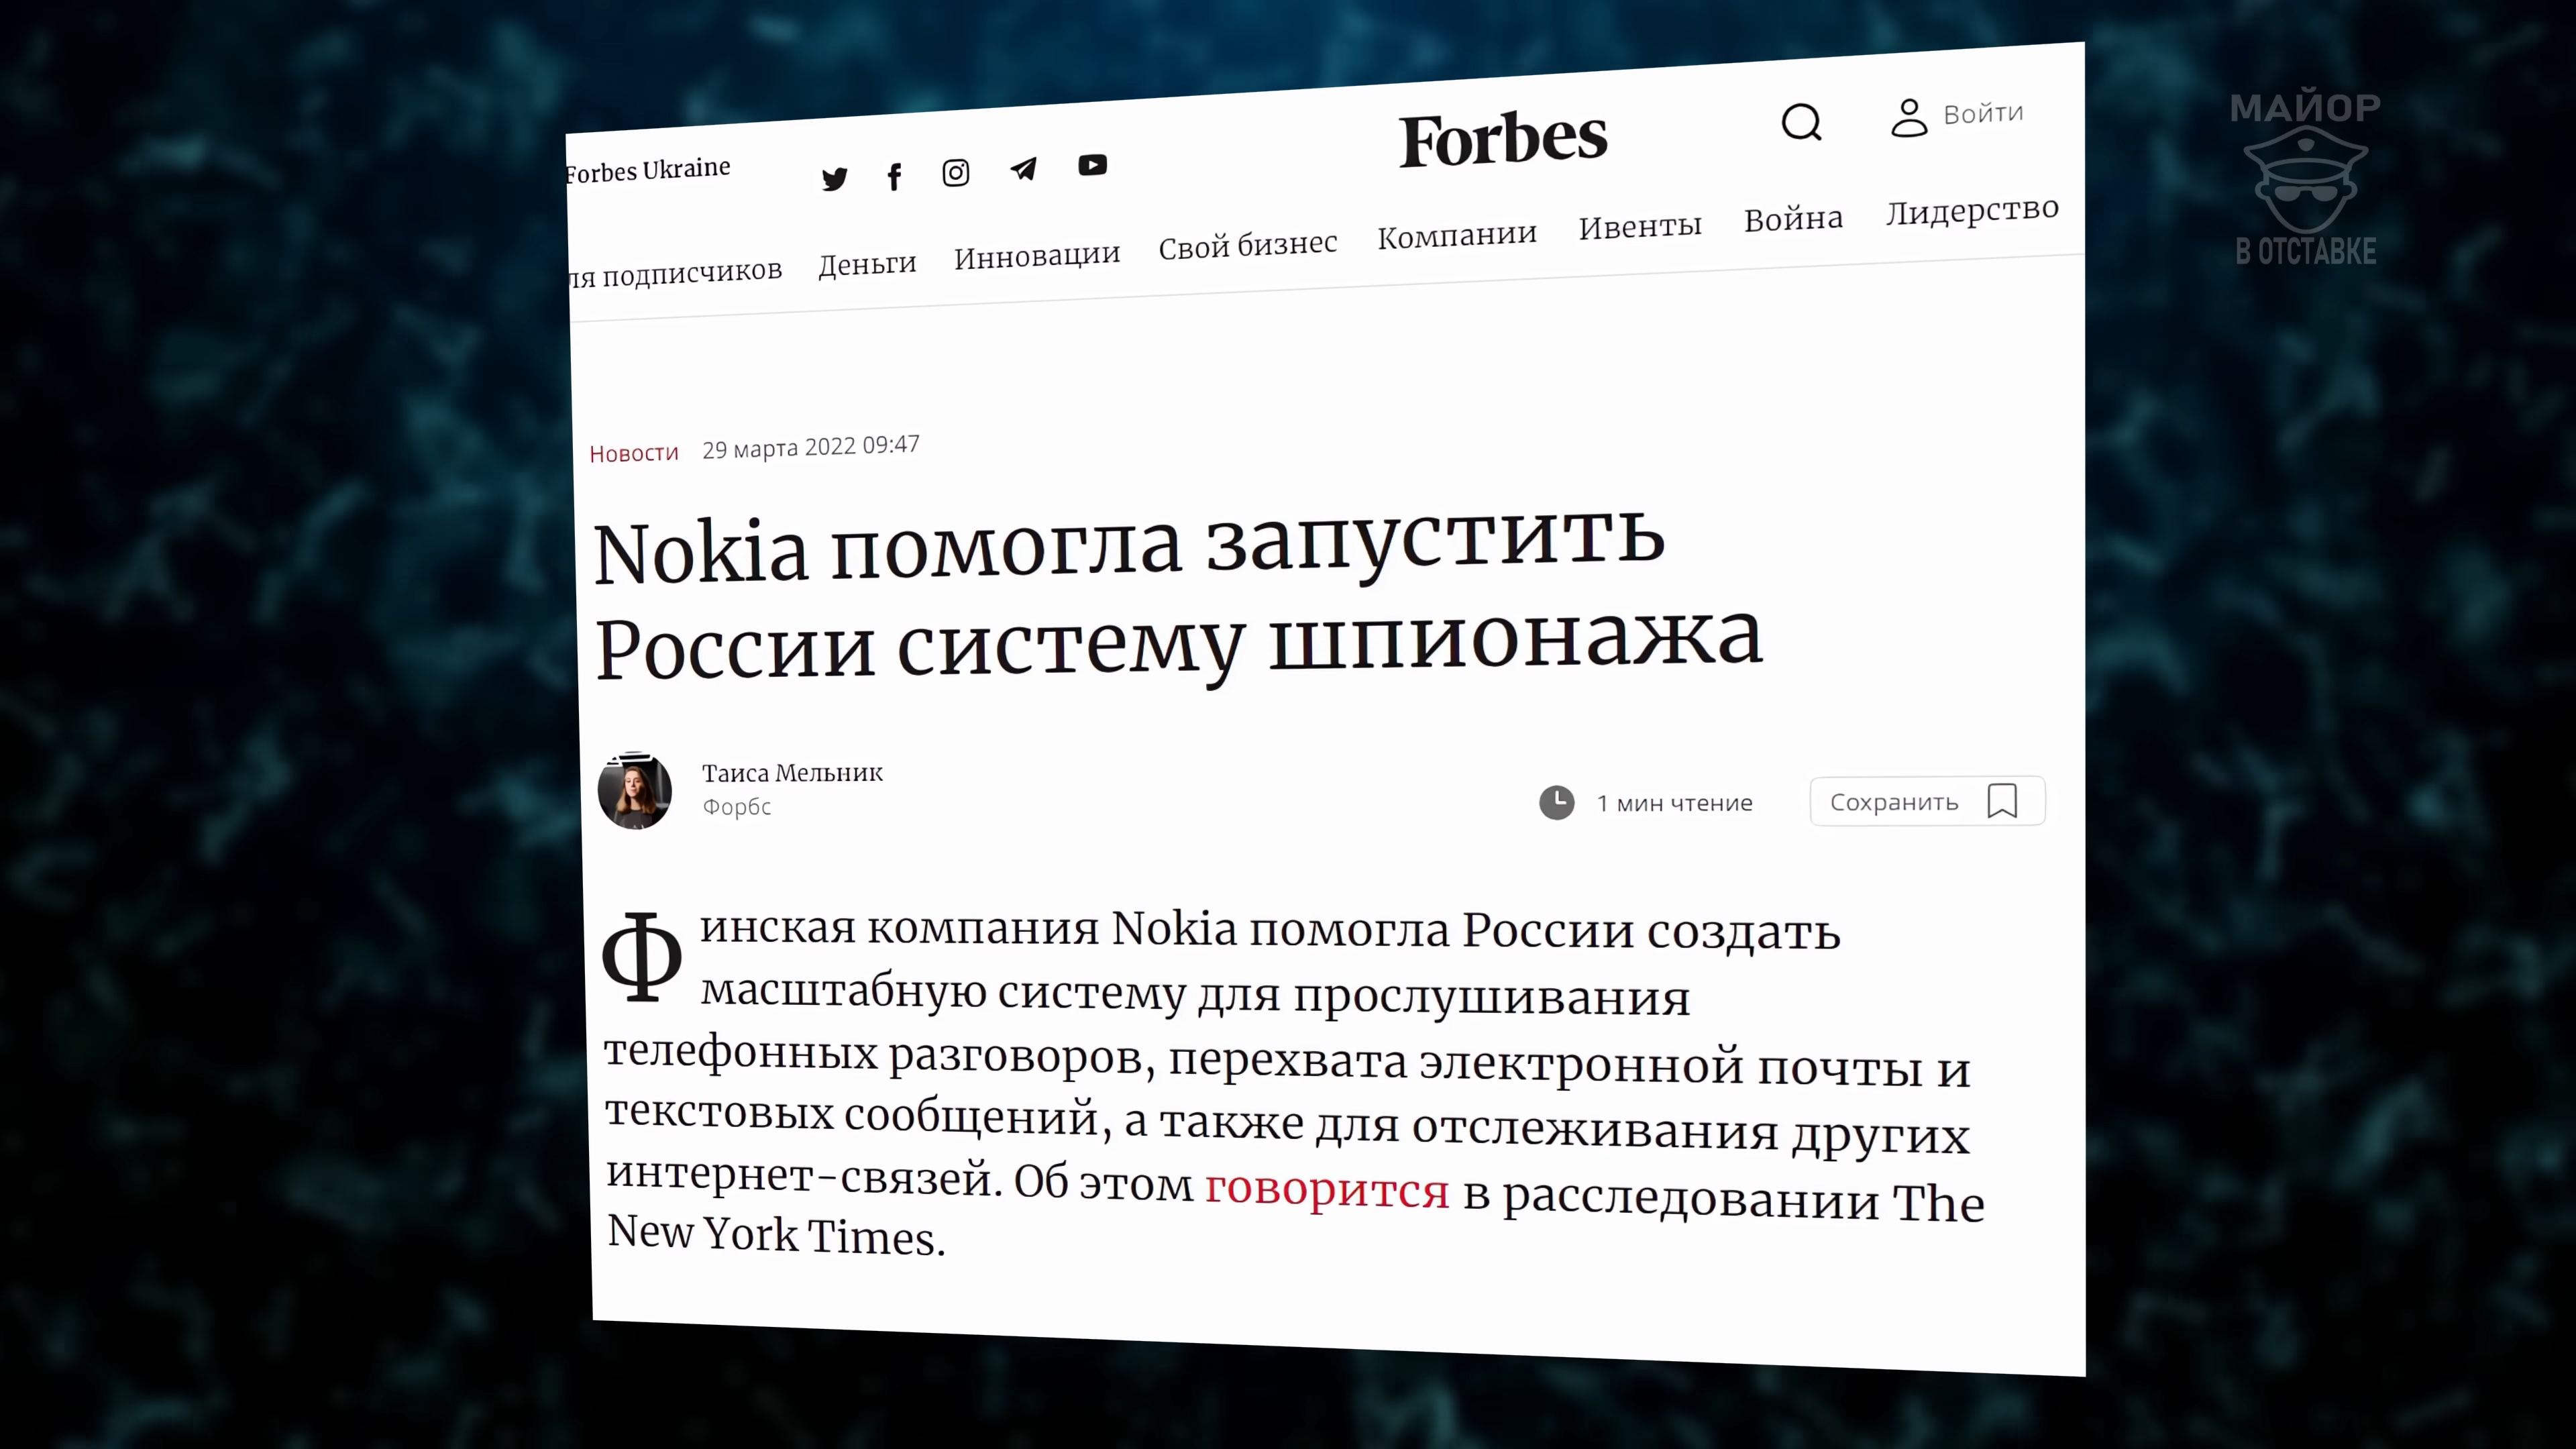 МАЙОР
В ОТСТАВКЕ
Forbes Ukraine
Forbes
Войти
ля подписчиков Деньги Инновации Свой бизнес Компании Ивенты Война Лидерство
Новости 29 марта 2022 09:47
Nokia помогла запустить
России систему шпионажа
Таиса Мельник
Форбс
1 мин чтение
Сохранить
Финская компания Nokia помогла России создать
масштабную систему для прослушивания
телефонных разговоров, перехвата электронной почты и
текстовых сообщений, а также для отслеживания других
интернет-связей. Об этом говорится в расследовании The
New York Times.